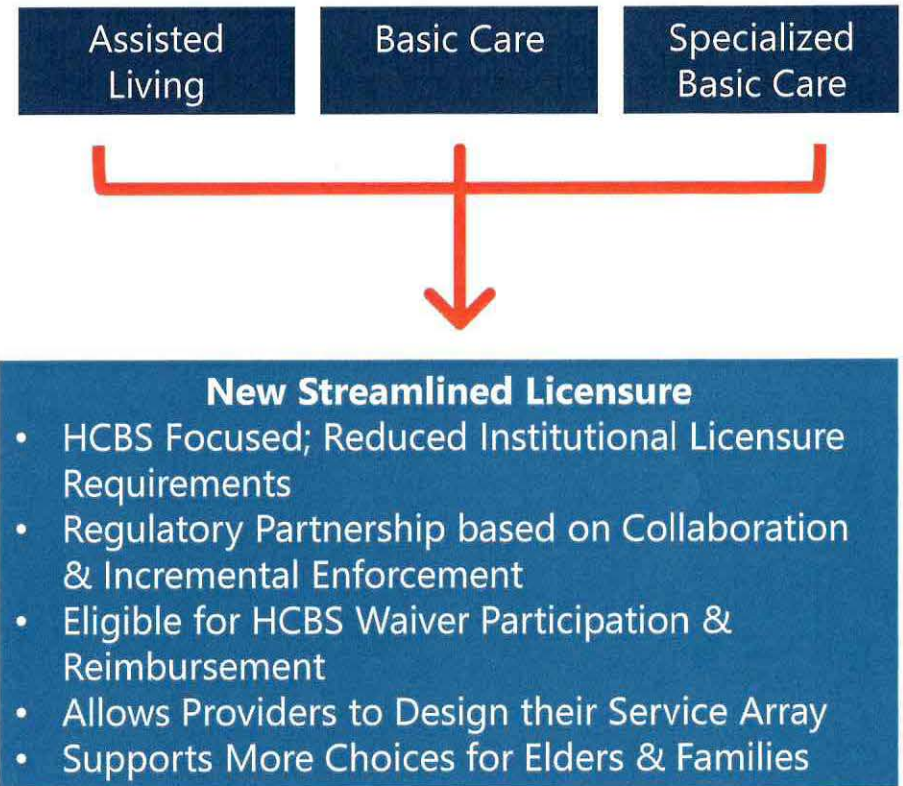 Assisted
Living
Basic Care
Specialized
Basic Care
New Streamlined Licensure
• HCBS Focused; Reduced Institutional Licensure
Requirements
• Regulatory Partnership based on Collaboration
& Incremental Enforcement
• Eligible for HCBS Waiver Participation &
Reimbursement
• Allows Providers to Design their Service Array
• Supports More Choices for Elders & Families